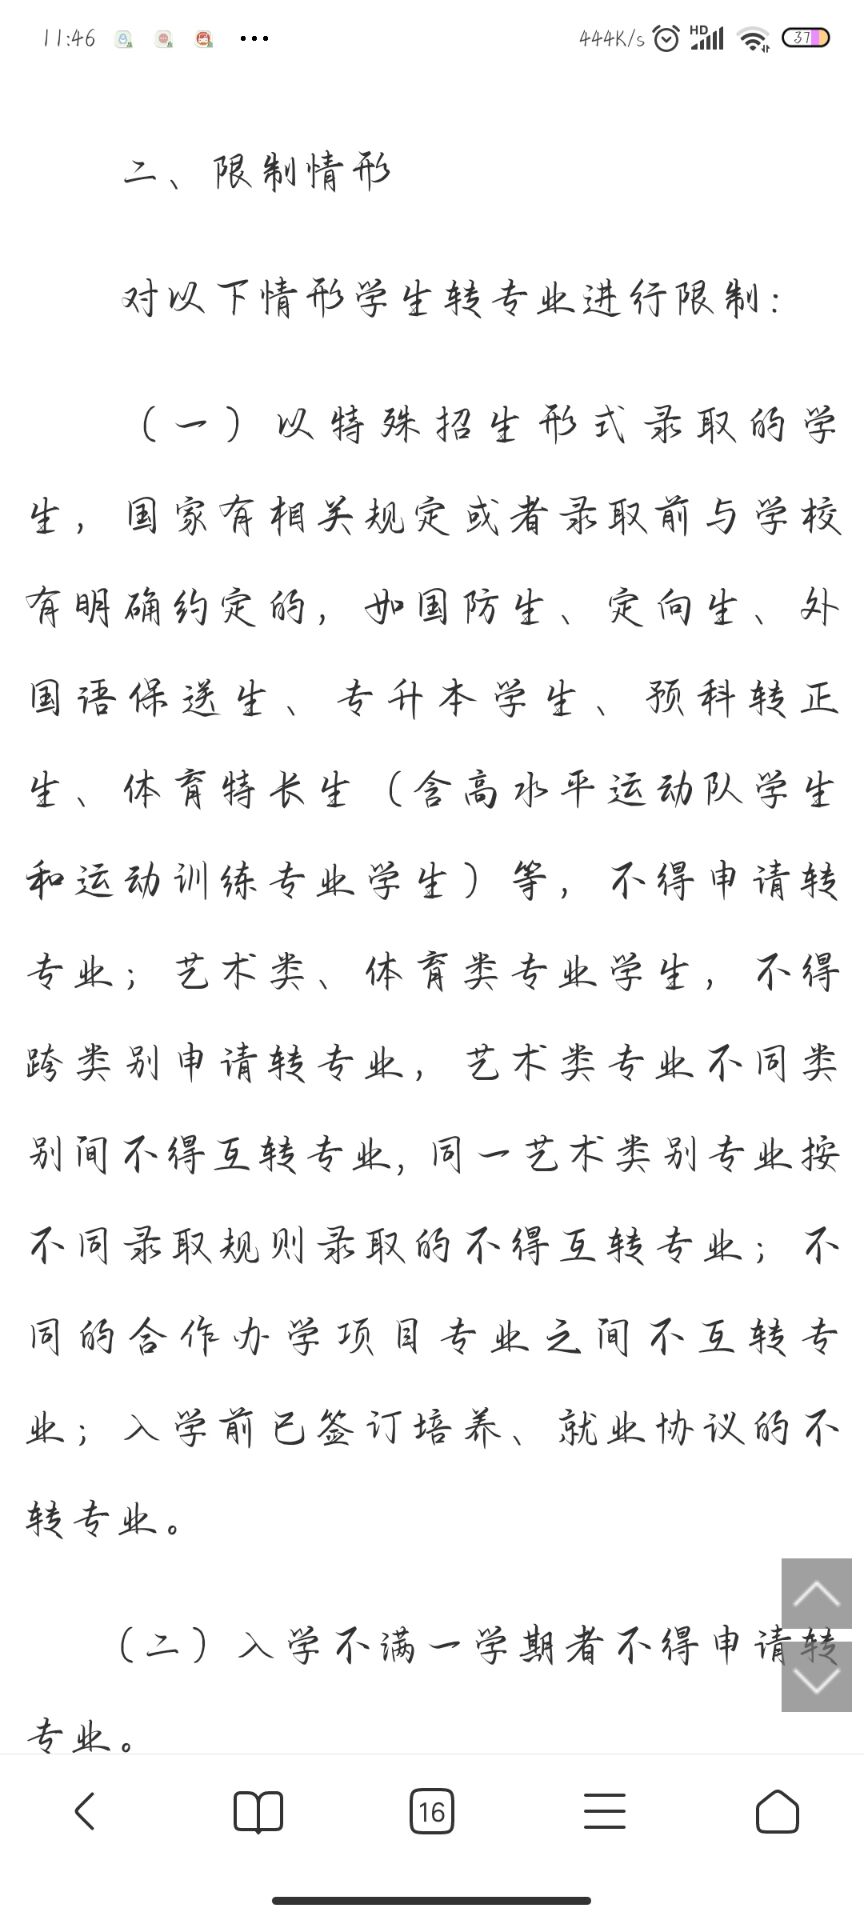 11:46
444K/s
HD
37
二、限制情形
对以下情形学生转专业进行限制：
（一）以特殊招生形式录取的学
生，国家有相关规定或者录取前与学校
有明确约定的，如国防生、定向生、外
国语保送生、专升本学生、预科转正
生、体育特长生（含高水平运动队学生
和运动训练专业学生）等，不得申请转
专业；艺术类、体育类专业学生，不得
跨类别申请转专业，艺术类专业不同类
别间不得互转专业，同一艺术类别专业按
不同录取规则录取的不得互转专业；不
同的合作办学项目专业之间不互转专
业；入学前已签订培养、就业协议的不
转专业。
（二）入学不满一学期者不得申请转
专业。
16